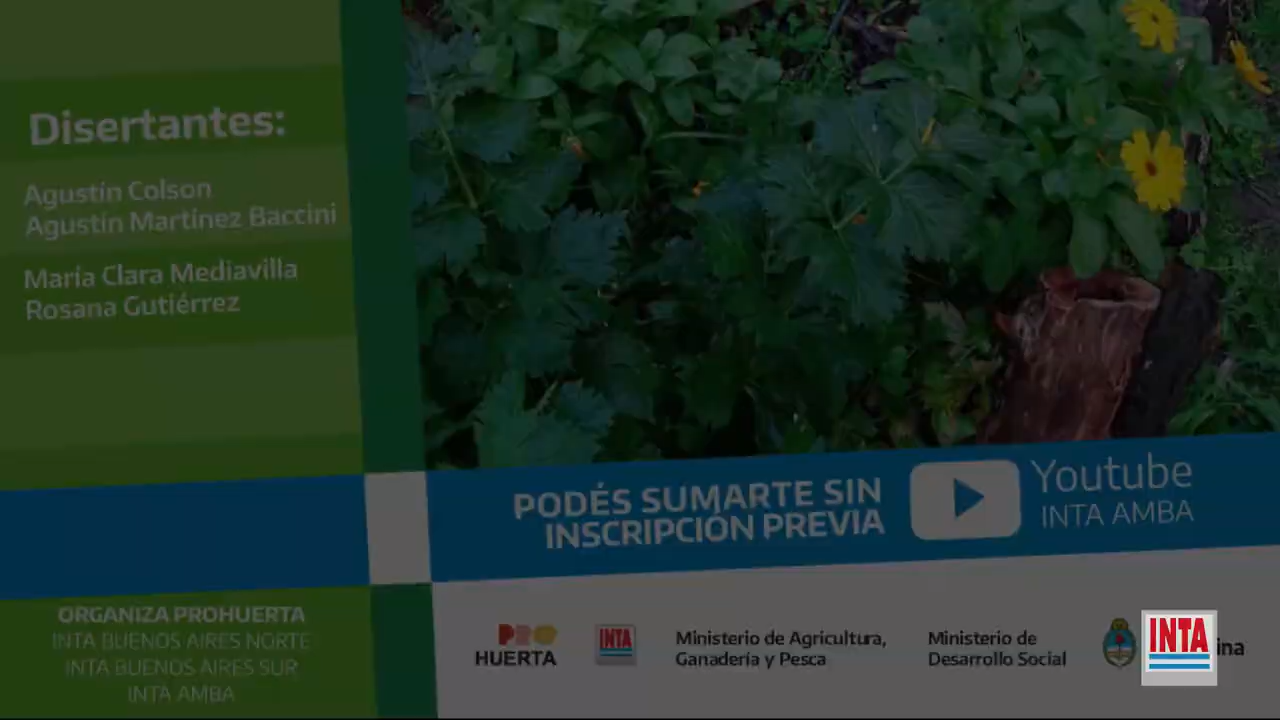 Disertantes:
Agustín Colson
Agustín Martínez Baccini
María Clara Mediavilla
Rosana Gutiérrez
PODÉS SUMARTE SIN
INSCRIPCIÓN PREVIA
Youtube
INTA AMBA
ORGANIZA PROHUERTA
INTA BUENOS AIRES NORTE
INTA BUENOS AIRES SUR
INTA AMBA
PRO
HUERTA
INTA
Ministerio de Agricultura,
Ganadería y Pesca
Ministerio de
Desarrollo Social
INTA